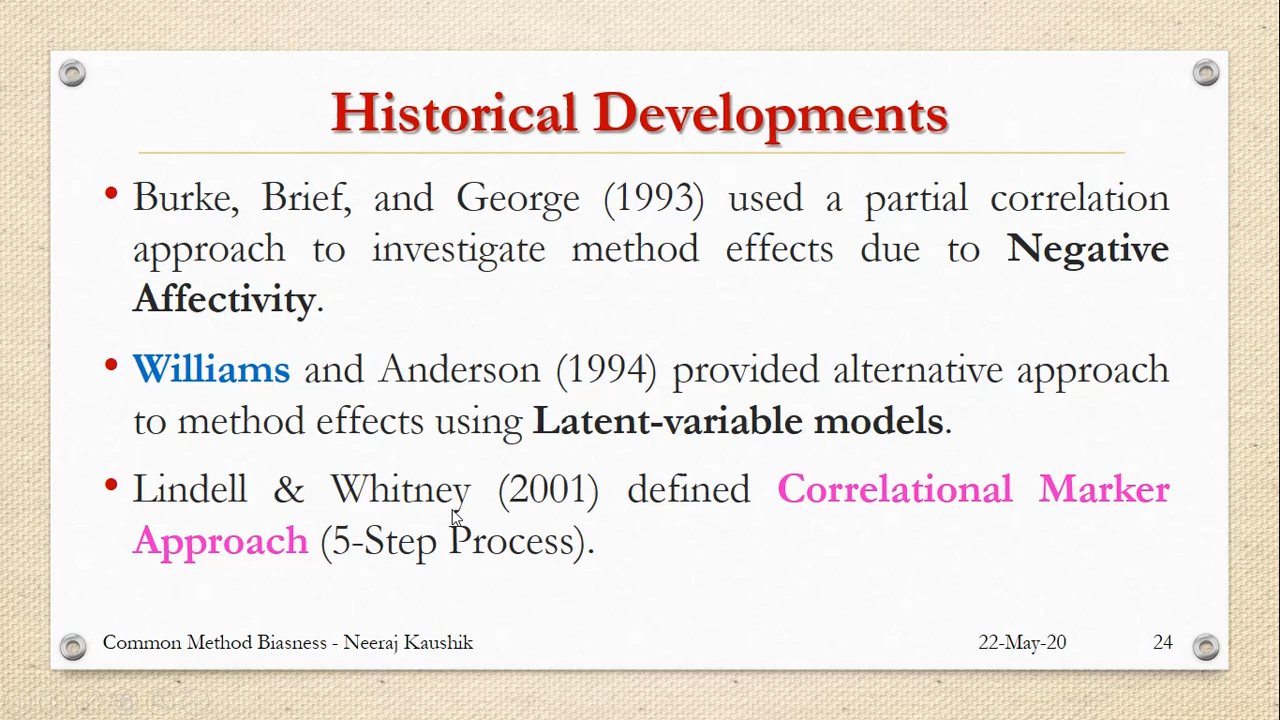 Historical Developments
• Burke, Brief, and George (1993) used a partial correlation
approach to investigate method effects due to Negative
Affectivity.
• Williams and Anderson (1994) provided alternative approach
to method effects using Latent-variable models.
• Lindell & Whitney (2001) defined Correlational Marker
Approach (5-Step Process).
Common Method Biasness - Neeraj Kaushik 22-May-20 24